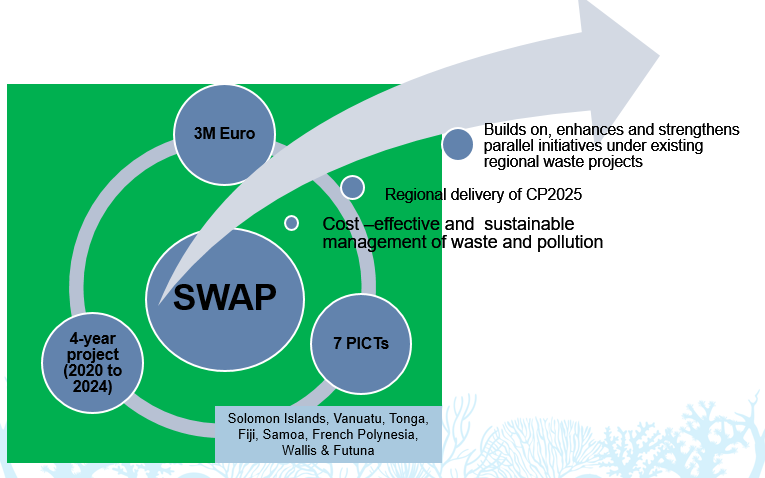 3M Euro
Builds on, enhances and strengthens
parallel initiatives under existing
regional waste projects
Regional delivery of CP2025
Cost –effective and  sustainable
management of waste and pollution
SWAP
4-year
project
(2020 to
2024)
7 PICTs
Solomon Islands, Vanuatu, Tonga,
Fiji, Samoa, French Polynesia,
Wallis & Futuna